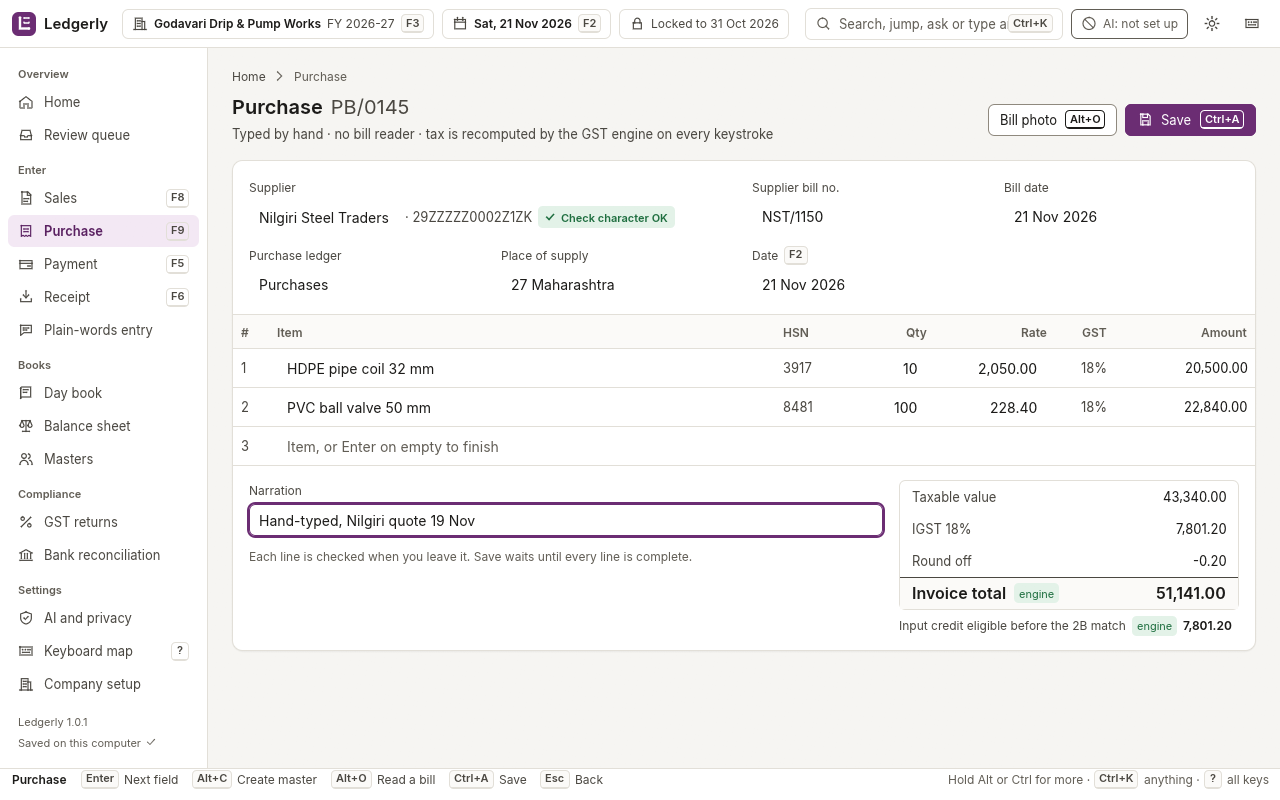 Ledgerly
Godavari Drip & Pump Works FY 2026-27 F3
Sat, 21 Nov 2026 F2
Locked to 31 Oct 2026
Search, jump, ask or type a Ctrl+K
AI: not set up
Overview
Home
Review queue
Enter
Sales F8
Purchase F9
Payment F5
Receipt F6
Plain-words entry
Books
Day book
Balance sheet
Masters
Compliance
GST returns
Bank reconciliation
Settings
AI and privacy
Keyboard map ?
Company setup
Ledgerly 1.0.1
Saved on this computer
Home Purchase
Purchase PB/0145
Typed by hand · no bill reader · tax is recomputed by the GST engine on every keystroke
Bill photo Alt+O
Save Ctrl+A
Supplier Supplier bill no. Bill date
Nilgiri Steel Traders · 29ZZZZZ0002Z1ZK Check character OK NST/1150 21 Nov 2026
Purchase ledger Place of supply Date F2
Purchases 27 Maharashtra 21 Nov 2026
# Item HSN Qty Rate GST Amount
1 HDPE pipe coil 32 mm 3917 10 2,050.00 18% 20,500.00
2 PVC ball valve 50 mm 8481 100 228.40 18% 22,840.00
3 Item, or Enter on empty to finish
Narration
Hand-typed, Nilgiri quote 19 Nov
Each line is checked when you leave it. Save waits until every line is complete.
Taxable value 43,340.00
IGST 18% 7,801.20
Round off -0.20
Invoice total engine 51,141.00
Input credit eligible before the 2B match engine 7,801.20
Purchase Enter Next field Alt+C Create master Alt+O Read a bill Ctrl+A Save Esc Back
Hold Alt or Ctrl for more · Ctrl+K anything · ? all keys